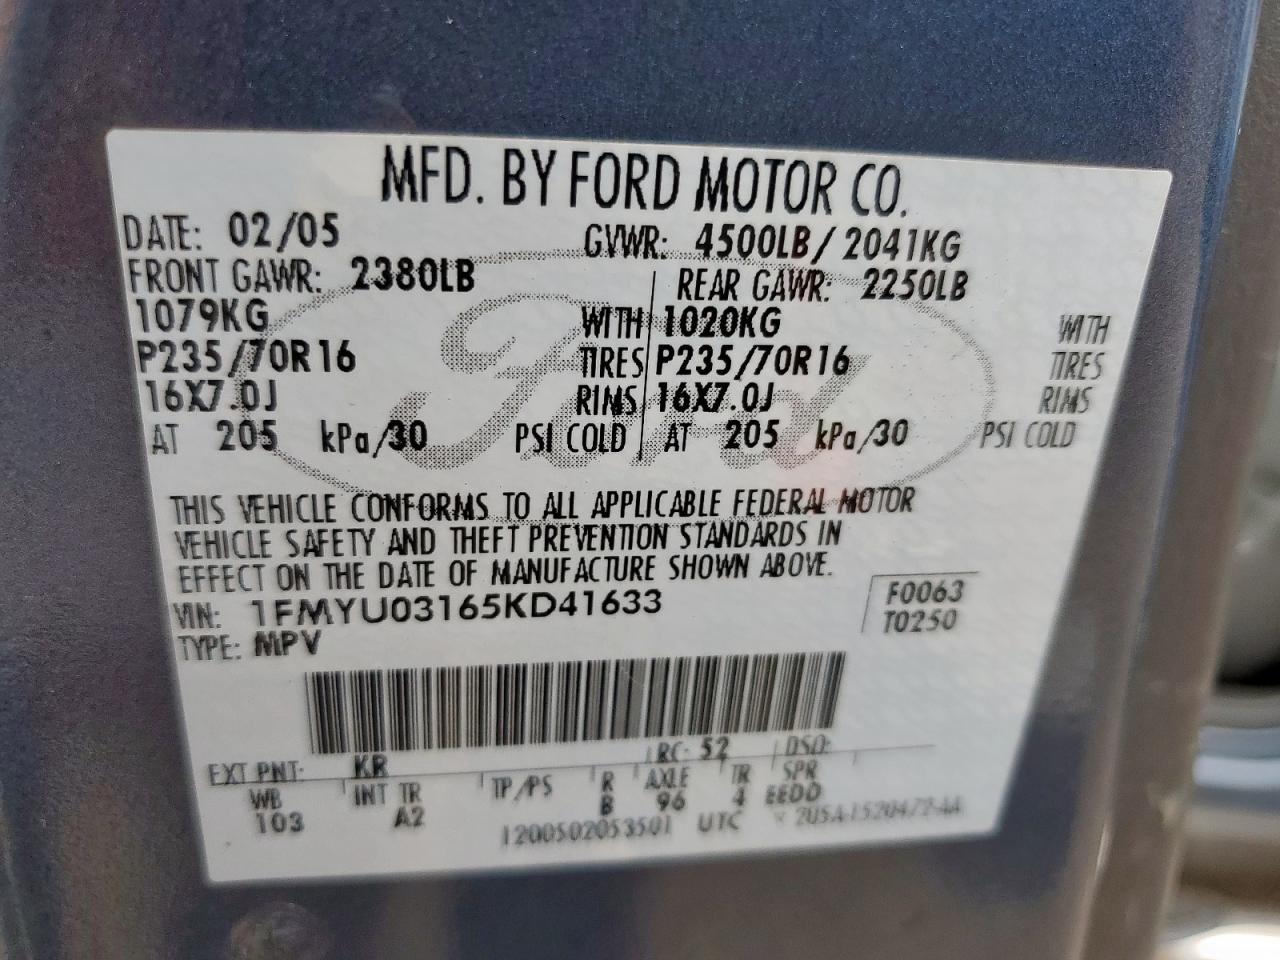 MFD. BY FORD MOTOR CO.
DATE: 02/05 GVWR: 4500LB/2041KG
FRONT GAWR: 2380LB REAR GAWR: 2250LB
1079KG WITH 1020KG WITH
P235/70R16 TIRES P235/70R16 TIRES
16X7.0J RIMS 16X7.0J RIMS
AT 205 kPa/30 PSI COLD AT 205 kPa/30 PSI COLD
Ford
THIS VEHICLE CONFORMS TO ALL APPLICABLE FEDERAL MOTOR
VEHICLE SAFETY AND THEFT PREVENTION STANDARDS IN
EFFECT ON THE DATE OF MANUFACTURE SHOWN ABOVE.
VIN: 1FMYU03165KD41633 F0063
TYPE: MPV T0250
EXT PNT: KR RC: 52 DSO:
WB INT TR TP/PS R AXLE TR SPR
103 A2 B 96 4 EEDD
1200502053501 UTC